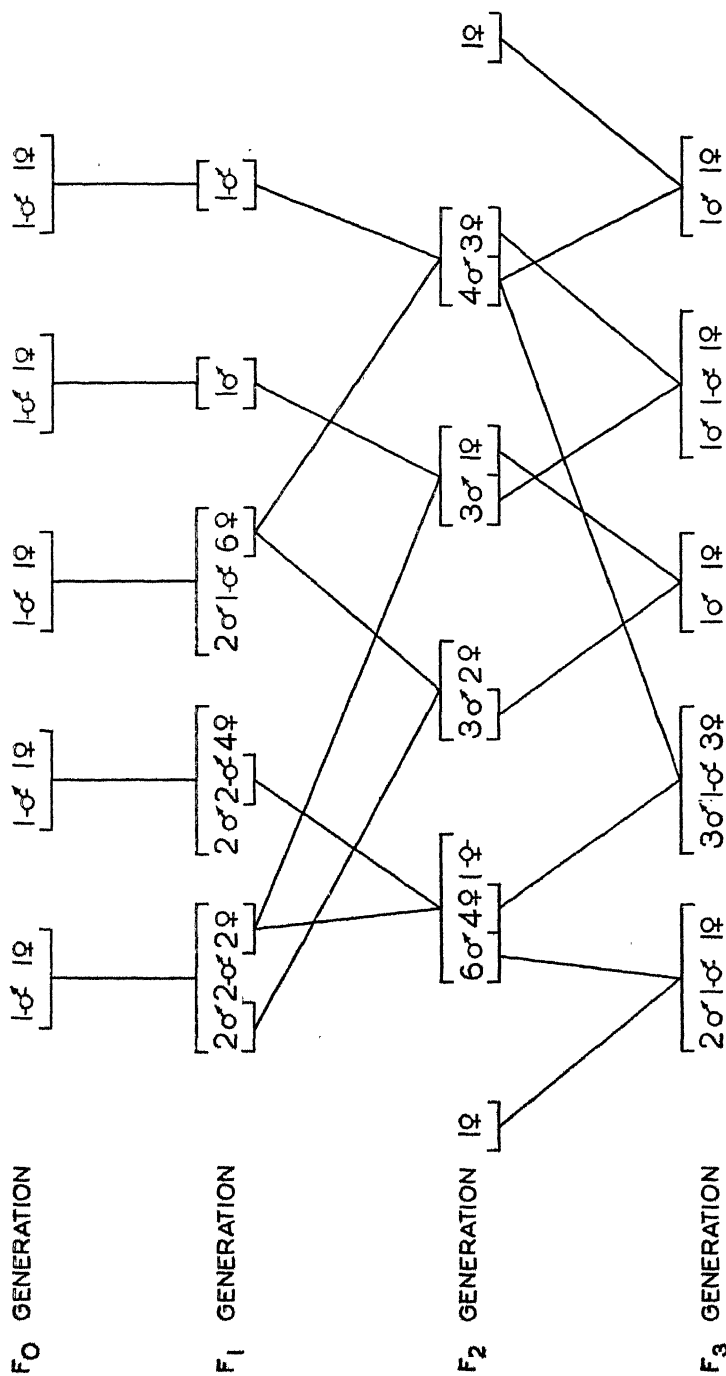 F0 GENERATION 1-♂ 1♀ 1-♂ 1♀ 1-♂ 1♀ 1-♂ 1♀ 1-♂ 1♀
F1 GENERATION 2♂ 2-♂ 2♀ 2♂ 2-♂ 4♀ 2♂ 1-♂ 6♀ 1♂ 1-♂
F2 GENERATION 1♀ 6♂ 4♀ 1-♀- 3♂ 2♀ 3♂ 1♀ 4♂ 3♀ 1♀
F3 GENERATION 2♂ 1-♂ 1♀ 3♂ 1-♂ 3♀ 1♂ 1♀ 1♂ 1-♂ 1♀ 1♂ 1♀